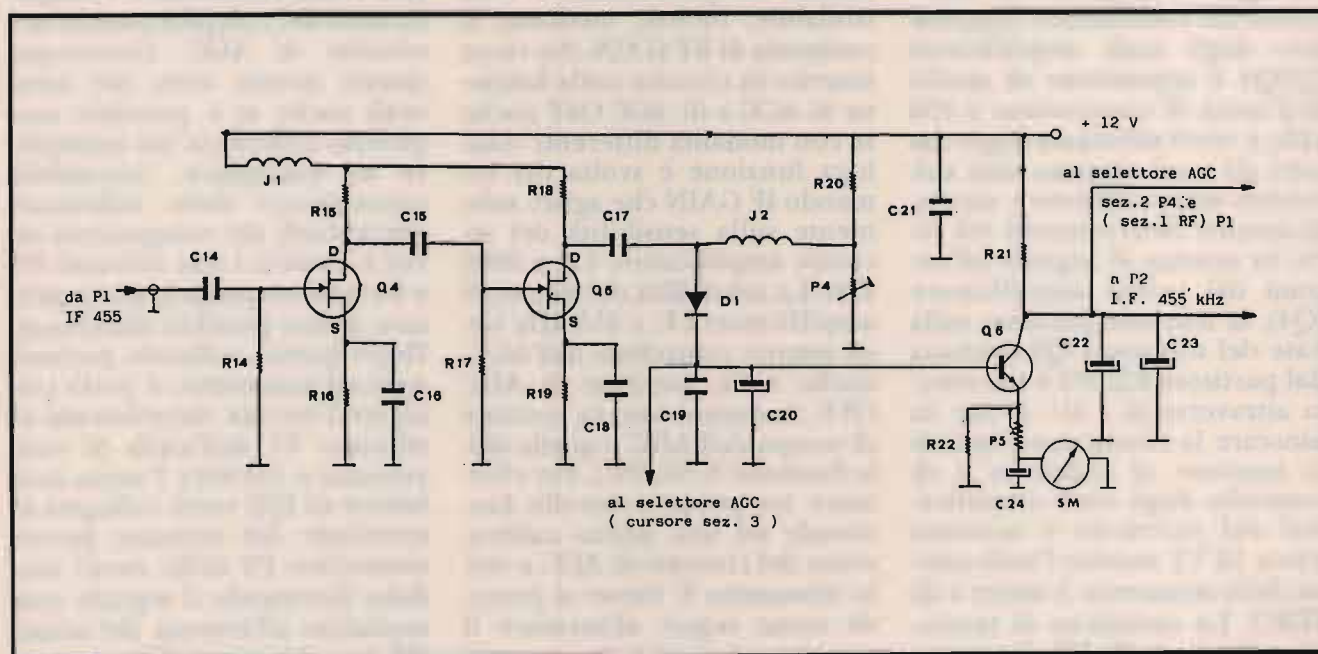 + 12 V
J1
R15
R18
R20
C21
al selettore AGC
sez.2 P4.e
( sez.1 RF) P1
C15
C17
J2
R21
C14
D
Q4
D
Q5
D1
P4
a P2
I.F. 455 kHz
da P1
IF 455
S
S
Q6
C22
C23
R14
R17
R16
C16
R19
C18
C19
C20
R22
P5
C24
SM
al selettore AGC
( cursore sez. 3 )